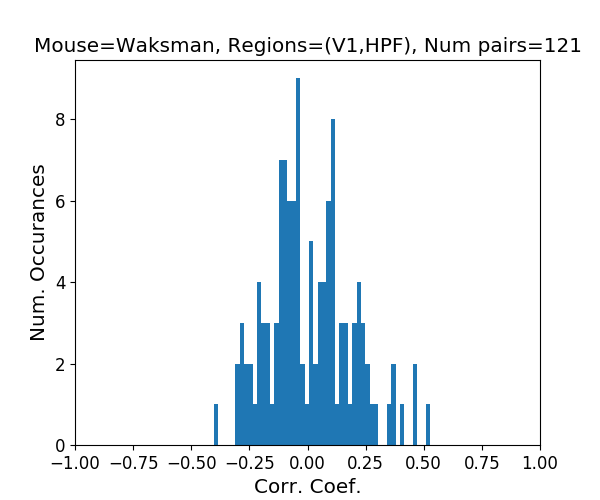 Mouse=Waksman, Regions=(V1,HPF), Num pairs=121
Num. Occurances
8
6
4
2
0
−1.00 −0.75 −0.50 −0.25 0.00 0.25 0.50 0.75 1.00
Corr. Coef.